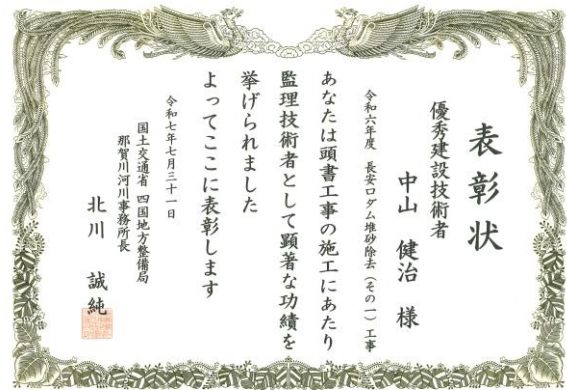 表彰状
優秀建設技術者
中山 健治 様
令和六年度 長安口ダム堆砂除去(その一)工事
あなたは頭書工事の施工にあたり
監理技術者として顕著な功績を
挙げられました
よってここに表彰します
令和七年七月三十一日
国土交通省 四国地方整備局
那賀川河川事務所長
北川 誠純